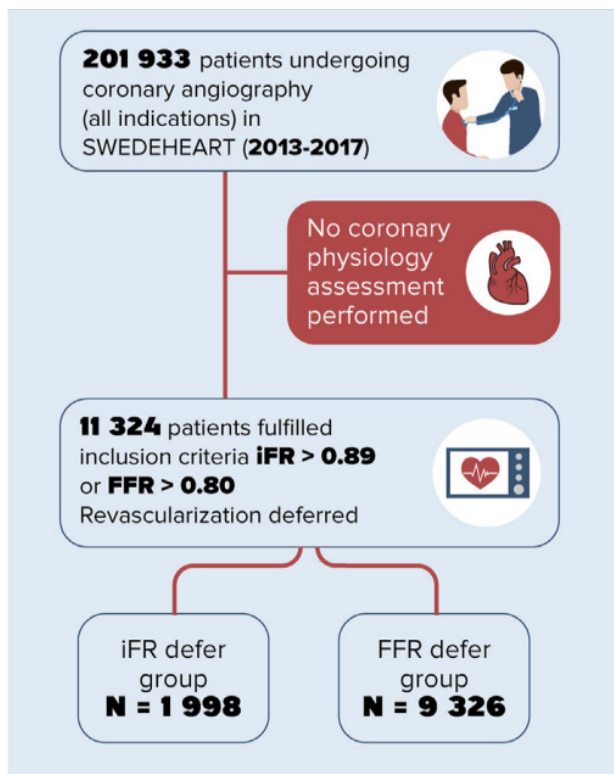 201 933 patients undergoing
coronary angiography
(all indications) in
SWEDEHEART (2013-2017)
No coronary
physiology
assessment
performed
11 324 patients fulfilled
inclusion criteria iFR > 0.89
or FFR > 0.80
Revascularization deferred
iFR defer
group
N = 1 998
FFR defer
group
N = 9 326